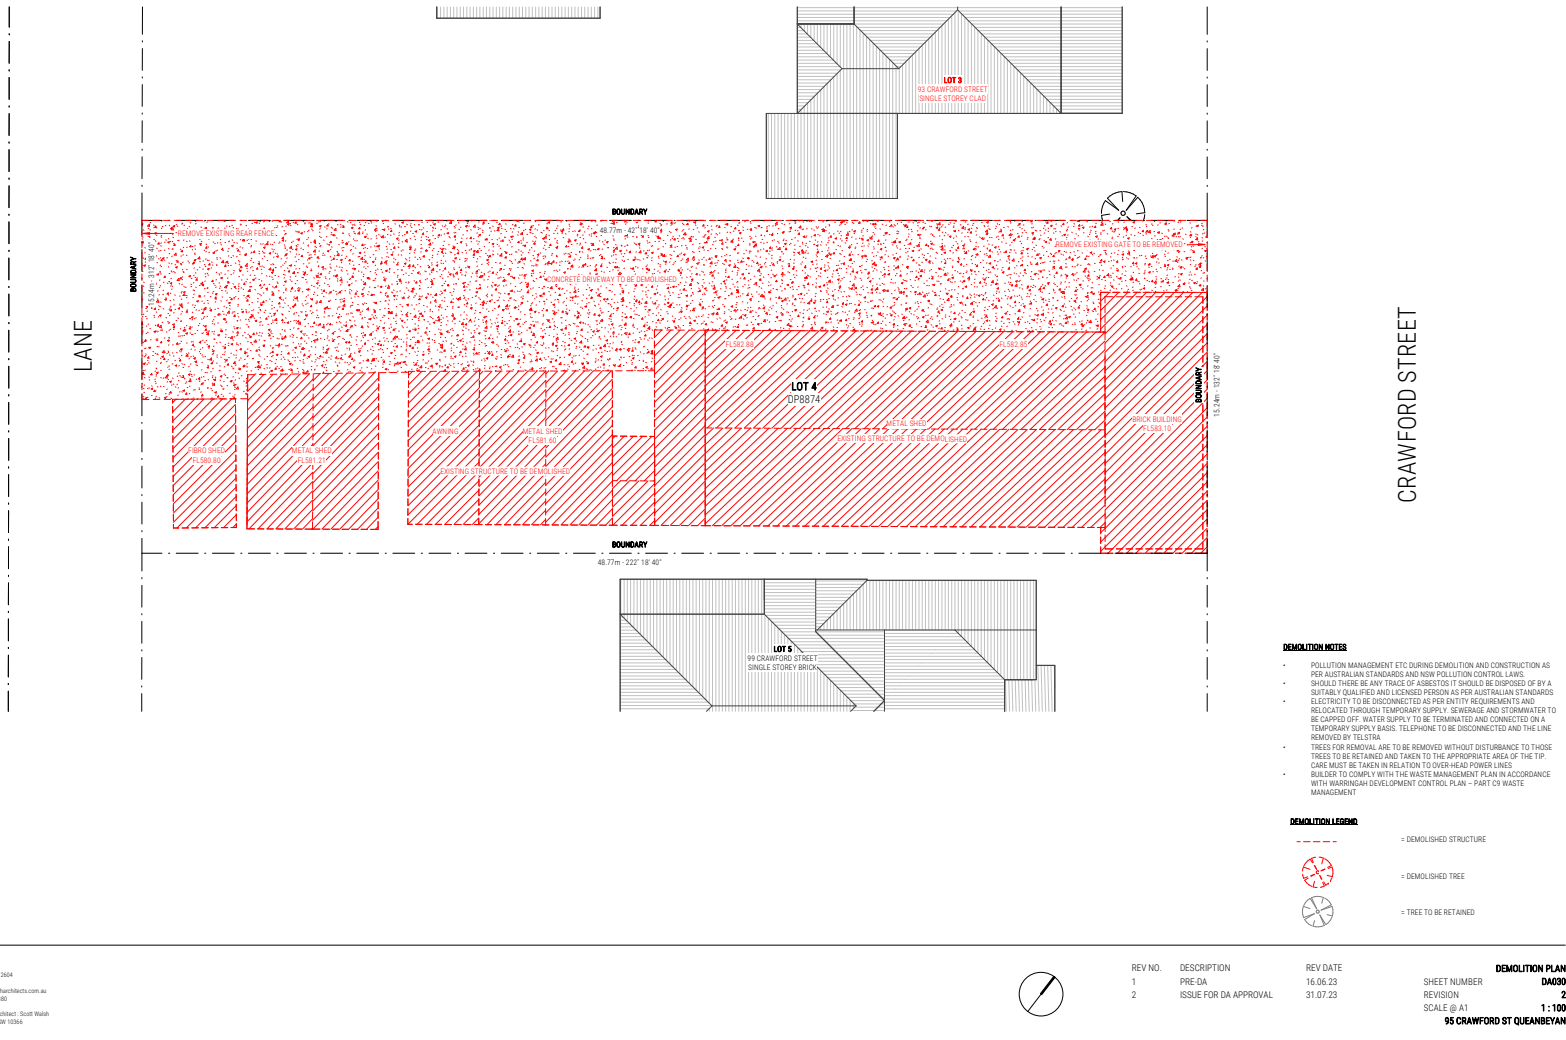 LOT 3
93 CRAWFORD STREET
SINGLE STOREY CLAD
BOUNDARY
48.77m - 42° 18' 40"
REMOVE EXISTING REAR FENCE
REMOVE EXISTING GATE TO BE REMOVED
BOUNDARY
15.24m - 312° 18' 40"
CONCRETE DRIVEWAY TO BE DEMOLISHED
LANE
CRAWFORD STREET
FL582.88
FL582.85
LOT 4
DP8874
BOUNDARY
15.24m - 132° 18' 40"
METAL SHED
EXISTING STRUCTURE TO BE DEMOLISHED
BRICK BUILDING
FL583.10
AWNING
METAL SHED
FL581.60
EXISTING STRUCTURE TO BE DEMOLISHED
FIBRO SHED
FL580.80
METAL SHED
FL581.21
BOUNDARY
48.77m - 222° 18' 40"
LOT 5
99 CRAWFORD STREET
SINGLE STOREY BRICK
DEMOLITION NOTES
• POLLUTION MANAGEMENT ETC DURING DEMOLITION AND CONSTRUCTION AS
PER AUSTRALIAN STANDARDS AND NSW POLLUTION CONTROL LAWS.
• SHOULD THERE BE ANY TRACE OF ASBESTOS IT SHOULD BE DISPOSED OF BY A
SUITABLY QUALIFIED AND LICENSED PERSON AS PER AUSTRALIAN STANDARDS
• ELECTRICITY TO BE DISCONNECTED AS PER ENTITY REQUIREMENTS AND
RELOCATED THROUGH TEMPORARY SUPPLY. SEWERAGE AND STORMWATER TO
BE CAPPED OFF. WATER SUPPLY TO BE TERMINATED AND CONNECTED ON A
TEMPORARY SUPPLY BASIS. TELEPHONE TO BE DISCONNECTED AND THE LINE
REMOVED BY TELSTRA
• TREES FOR REMOVAL ARE TO BE REMOVED WITHOUT DISTURBANCE TO THOSE
TREES TO BE RETAINED AND TAKEN TO THE APPROPRIATE AREA OF THE TIP.
CARE MUST BE TAKEN IN RELATION TO OVER-HEAD POWER LINES
• BUILDER TO COMPLY WITH THE WASTE MANAGEMENT PLAN IN ACCORDANCE
WITH WARRINGAH DEVELOPMENT CONTROL PLAN – PART C9 WASTE
MANAGEMENT
DEMOLITION LEGEND
= DEMOLISHED STRUCTURE
= DEMOLISHED TREE
= TREE TO BE RETAINED
2604
harchitects.com.au
80
chitect : Scott Walsh
W 10366
REV NO. DESCRIPTION REV DATE
1 PRE-DA 16.06.23
2 ISSUE FOR DA APPROVAL 31.07.23
DEMOLITION PLAN
SHEET NUMBER DA030
REVISION 2
SCALE @ A1 1 : 100
95 CRAWFORD ST QUEANBEYAN